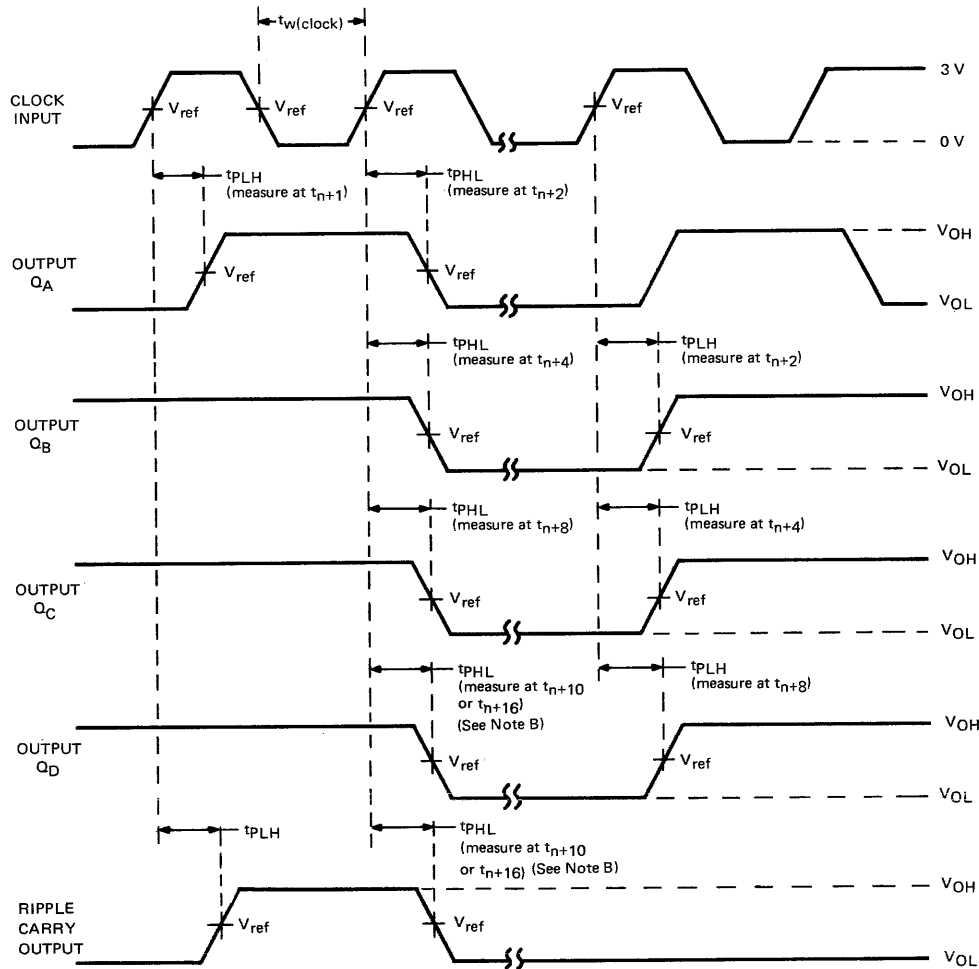 tw(clock)
3 V
CLOCK
INPUT
Vref
Vref
Vref
Vref
0 V
tPLH
(measure at tn+1)
tPHL
(measure at tn+2)
VOH
OUTPUT
QA
Vref
Vref
VOL
tPHL
(measure at tn+4)
tPLH
(measure at tn+2)
VOH
OUTPUT
QB
Vref
Vref
VOL
tPHL
(measure at tn+8)
tPLH
(measure at tn+4)
VOH
OUTPUT
QC
Vref
Vref
VOL
tPHL
(measure at tn+10
or tn+16)
(See Note B)
tPLH
(measure at tn+8)
VOH
OUTPUT
QD
Vref
Vref
VOL
tPLH
tPHL
(measure at tn+10
or tn+16) (See Note B)
VOH
RIPPLE
CARRY
OUTPUT
Vref
Vref
VOL